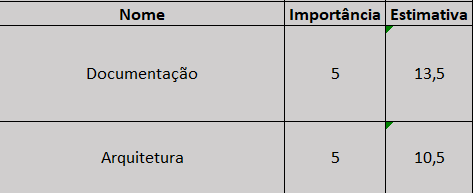 Nome Importância Estimativa
Documentação 5 13,5
Arquitetura 5 10,5